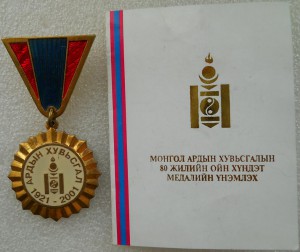 АРДЫН ХУВЬСГАЛ
1921 - 2001
МОНГОЛ АРДЫН ХУВЬСГАЛЫН
80 ЖИЛИЙН ОЙН ХҮНДЭТ
МЕДАЛИЙН ҮНЭМЛЭХ